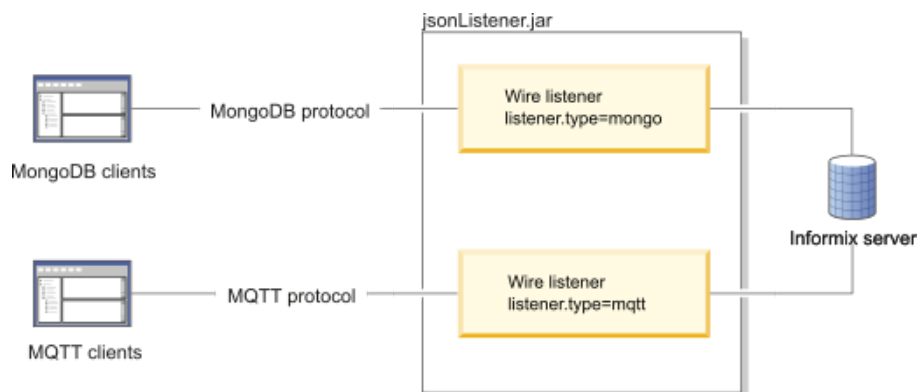 jsonListener.jar
MongoDB clients
MongoDB protocol
Wire listener
listener.type=mongo
Informix server
MQTT clients
MQTT protocol
Wire listener
listener.type=mqtt